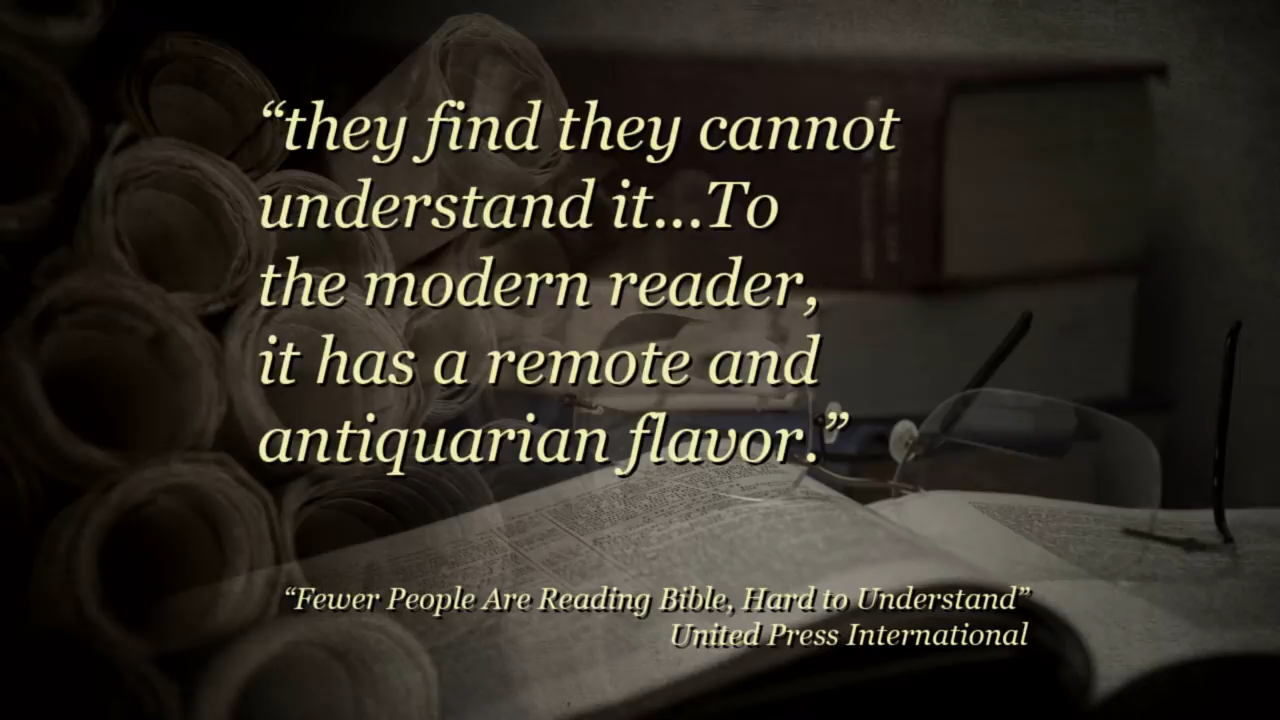 “they find they cannot
understand it...To
the modern reader,
it has a remote and
antiquarian flavor.”
“Fewer People Are Reading Bible, Hard to Understand”
United Press International